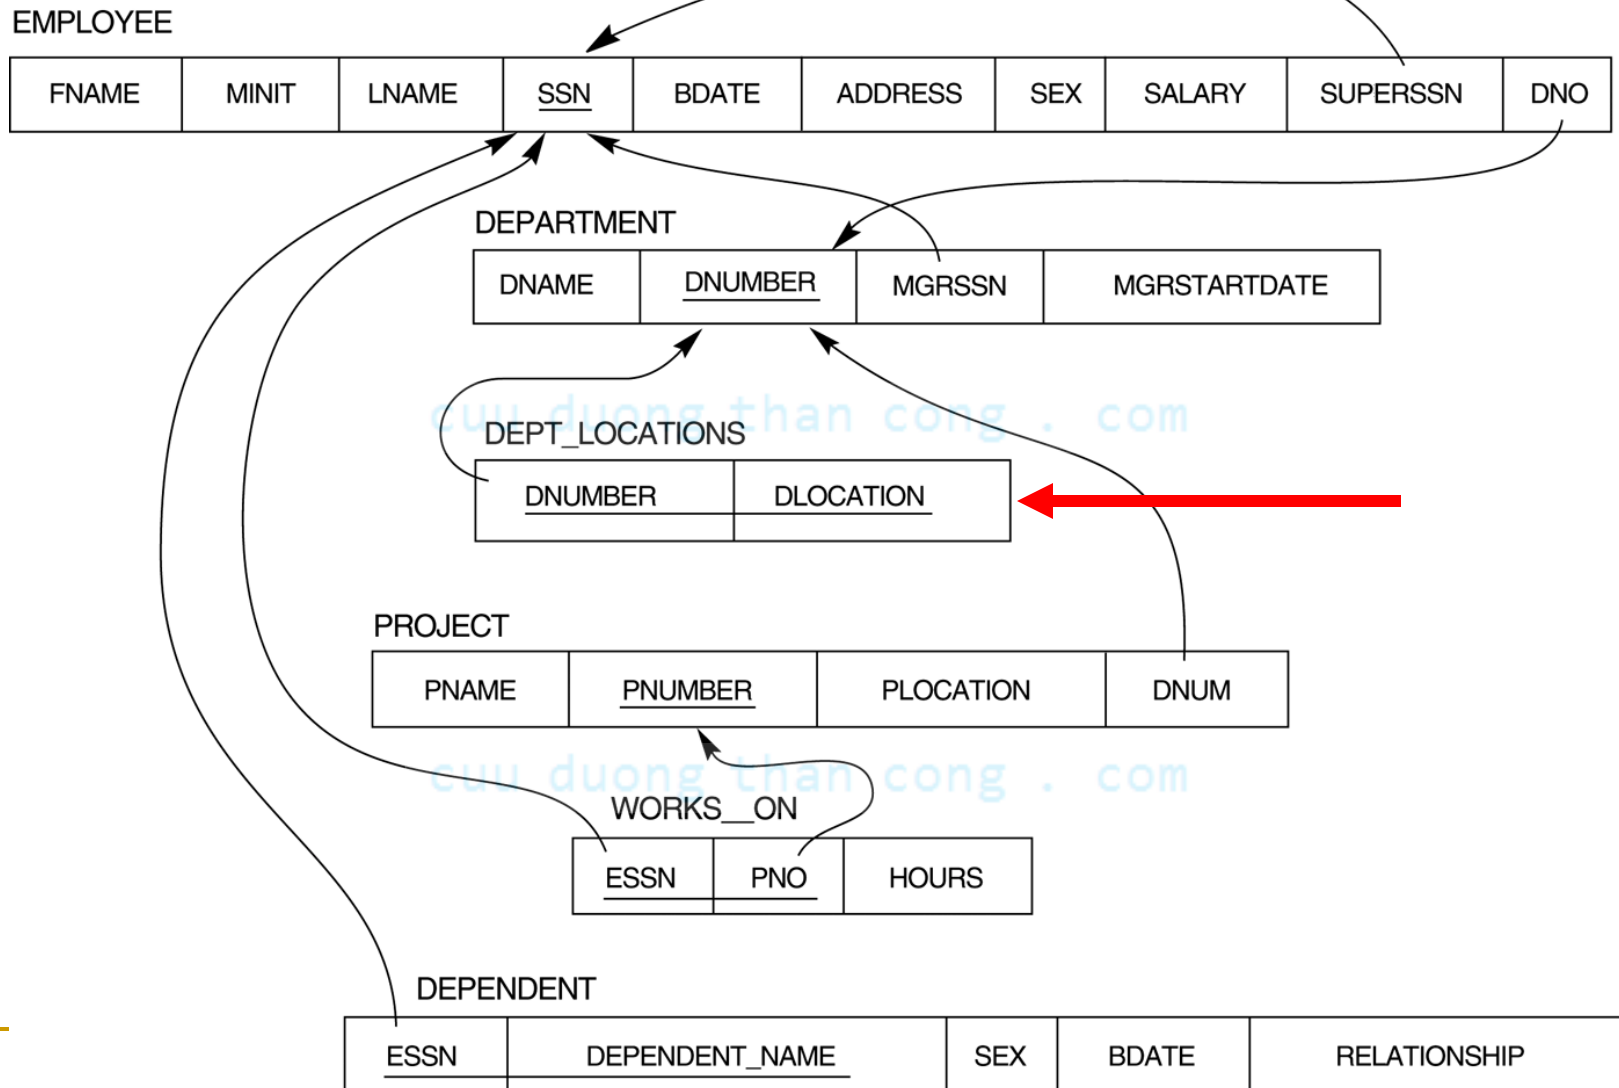 EMPLOYEE
FNAME MINIT LNAME SSN BDATE ADDRESS SEX SALARY SUPERSSN DNO
DEPARTMENT
DNAME DNUMBER MGRSSN MGRSTARTDATE
cuu duong than cong . com
DEPT_LOCATIONS
DNUMBER DLOCATION
PROJECT
PNAME PNUMBER PLOCATION DNUM
cuu duong than cong . com
WORKS__ON
ESSN PNO HOURS
DEPENDENT
ESSN DEPENDENT_NAME SEX BDATE RELATIONSHIP